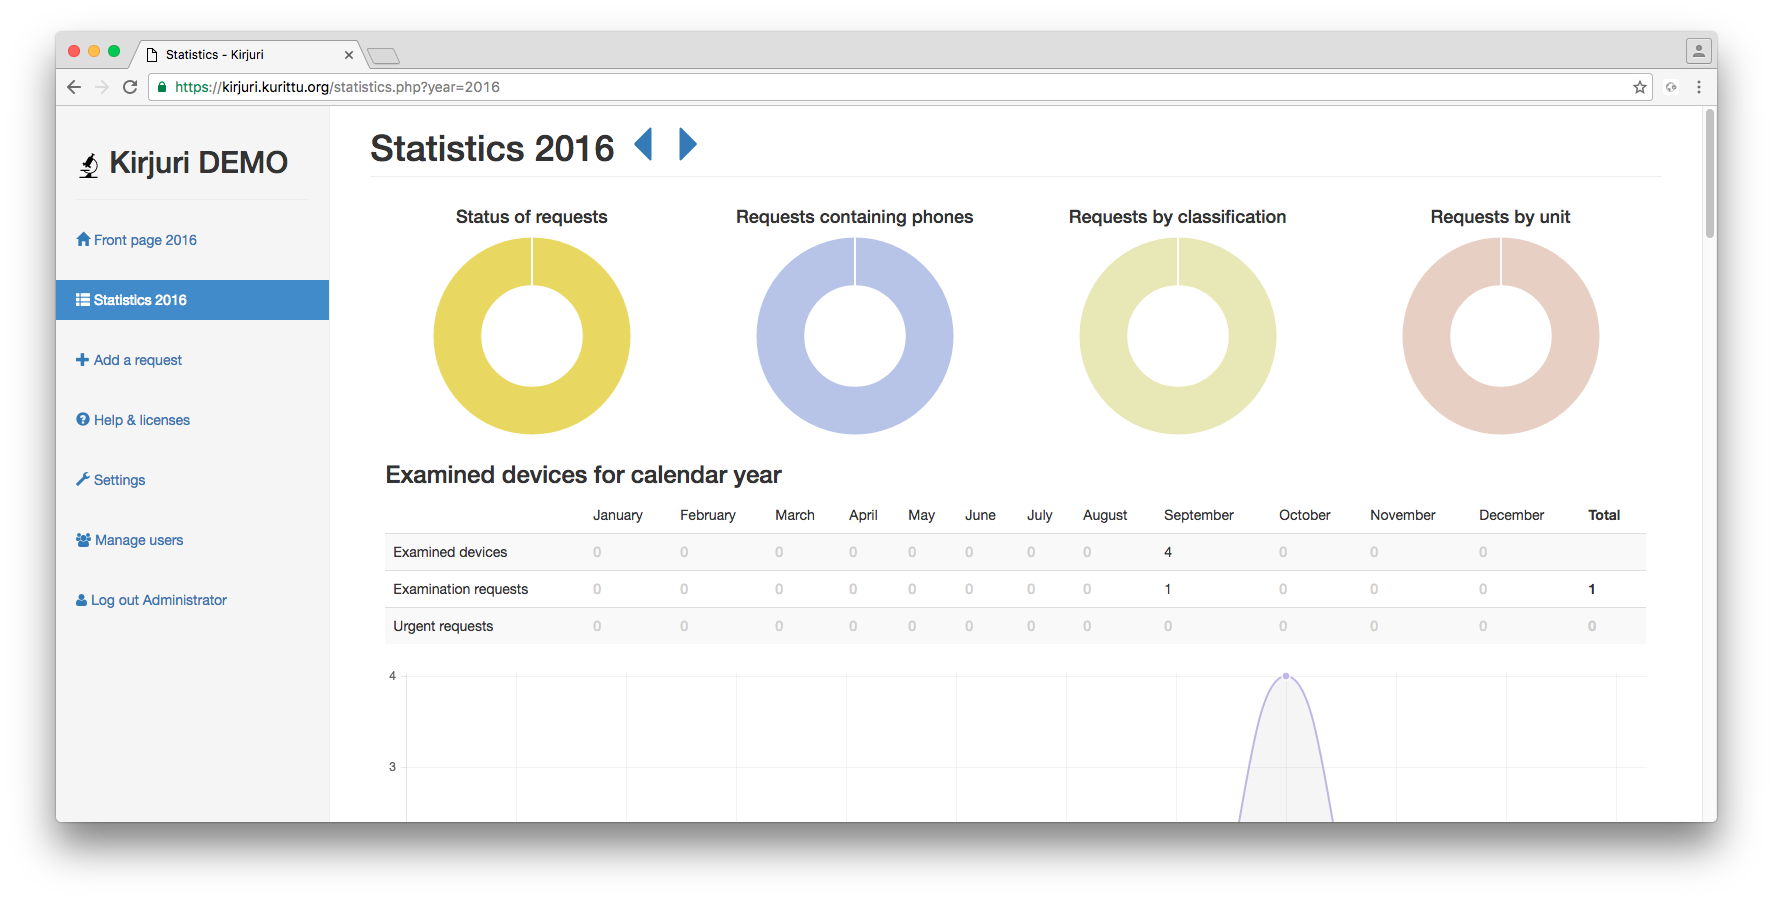 Statistics - Kirjuri
https://kirjuri.kurittu.org/statistics.php?year=2016
Kirjuri DEMO
Front page 2016
Statistics 2016
Add a request
Help & licenses
Settings
Manage users
Log out Administrator
Statistics 2016
Status of requests Requests containing phones Requests by classification Requests by unit
Examined devices for calendar year
January February March April May June July August September October November December Total
Examined devices 0 0 0 0 0 0 0 0 4 0 0 0
Examination requests 0 0 0 0 0 0 0 0 1 0 0 0 1
Urgent requests 0 0 0 0 0 0 0 0 0 0 0 0 0
4
3